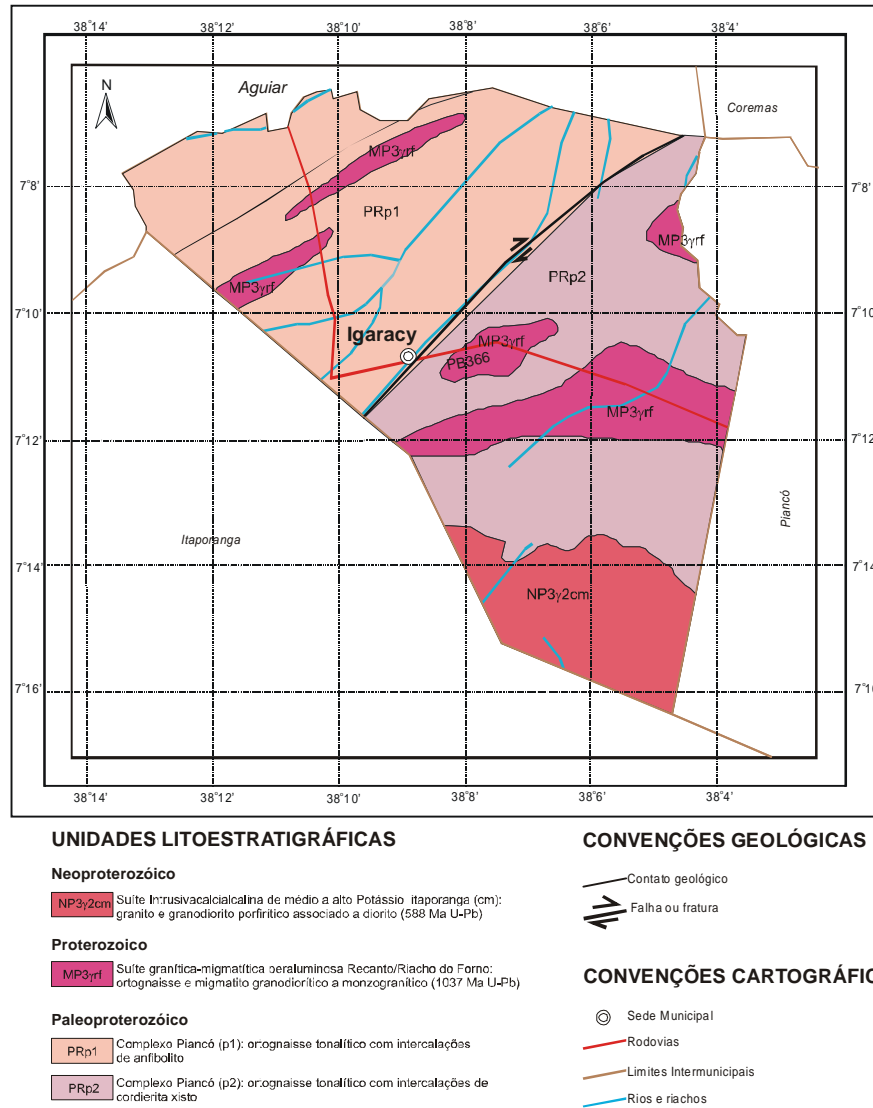 38°14' 38°12' 38°10' 38°8' 38°6' 38°4'
N
Aguiar
Coremas
MP3γrf
7°8' 7°8'
PRp1
MP3γrf
PRp2
MP3γrf
7°10' 7°10'
Igaracy
MP3γrf
PB366
MP3γrf
7°12' 7°12'
Piancó
Itaporanga
7°14' 7°14'
NP3γ2cm
7°16' 7°16
38°14' 38°12' 38°10' 38°8' 38°6' 38°4'
UNIDADES LITOESTRATIGRÁFICAS
Neoproterozóico
NP3γ2cm Suíte Intrusivacalcialcalina de médio a alto Potássio itaporanga (cm):
granito e granodiorito porfirítico associado a diorito (588 Ma U-Pb)
Proterozoico
MP3γrf Suíte granítica-migmatítica peraluminosa Recanto/Riacho do Forno:
ortognaisse e migmatito granodiorítico a monzogranítico (1037 Ma U-Pb)
Paleoproterozóico
PRp1 Complexo Piancó (p1): ortognaisse tonalítico com intercalações
de anfibolito
PRp2 Complexo Piancó (p2): ortognaisse tonalítico com intercalações de
cordierita xisto
CONVENÇÕES GEOLÓGICAS
Contato geológico
Falha ou fratura
CONVENÇÕES CARTOGRÁFIC
Sede Municipal
Rodovias
Limites Intermunicipais
Rios e riachos